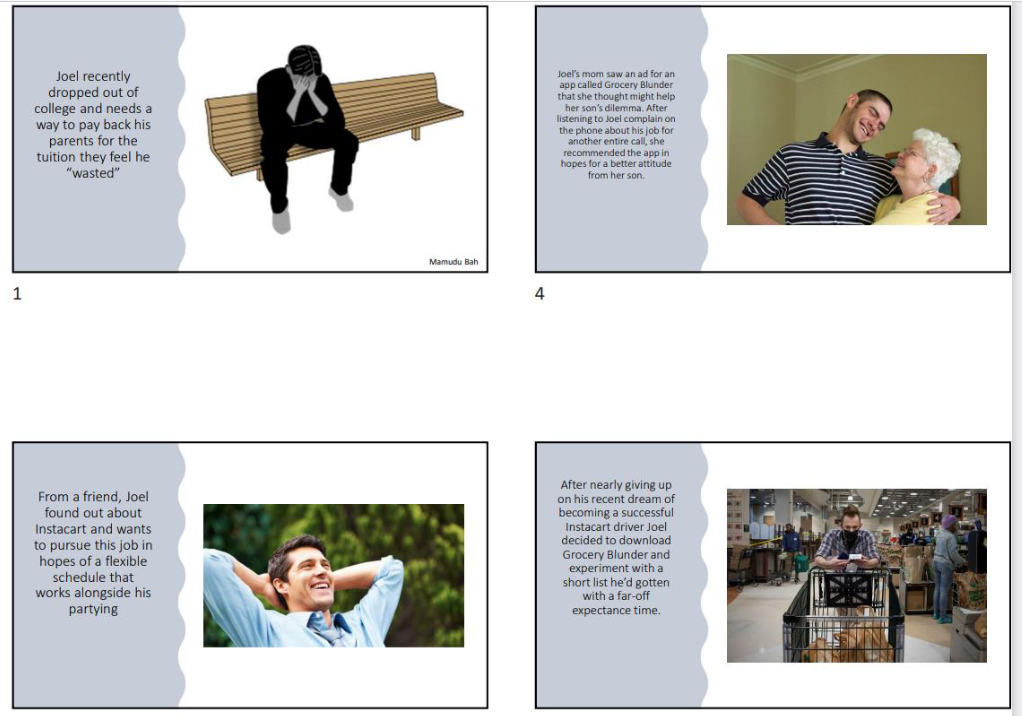 Joel recently
dropped out of
college and needs a
way to pay back his
parents for the
tuition they feel he
“wasted”
Mamudu Bah
1
Joel’s mom saw an ad for an
app called Grocery Blunder
that she thought might help
her son’s dilemma. After
listening to Joel complain on
the phone about his job for
another entire call, she
recommended the app in
hopes for a better attitude
from her son.
4
From a friend, Joel
found out about
Instacart and wants
to pursue this job in
hopes of a flexible
schedule that
works alongside his
partying
After nearly giving up
on his recent dream of
becoming a successful
Instacart driver Joel
decided to download
Grocery Blunder and
experiment with a
short list he’d gotten
with a far-off
expectance time.